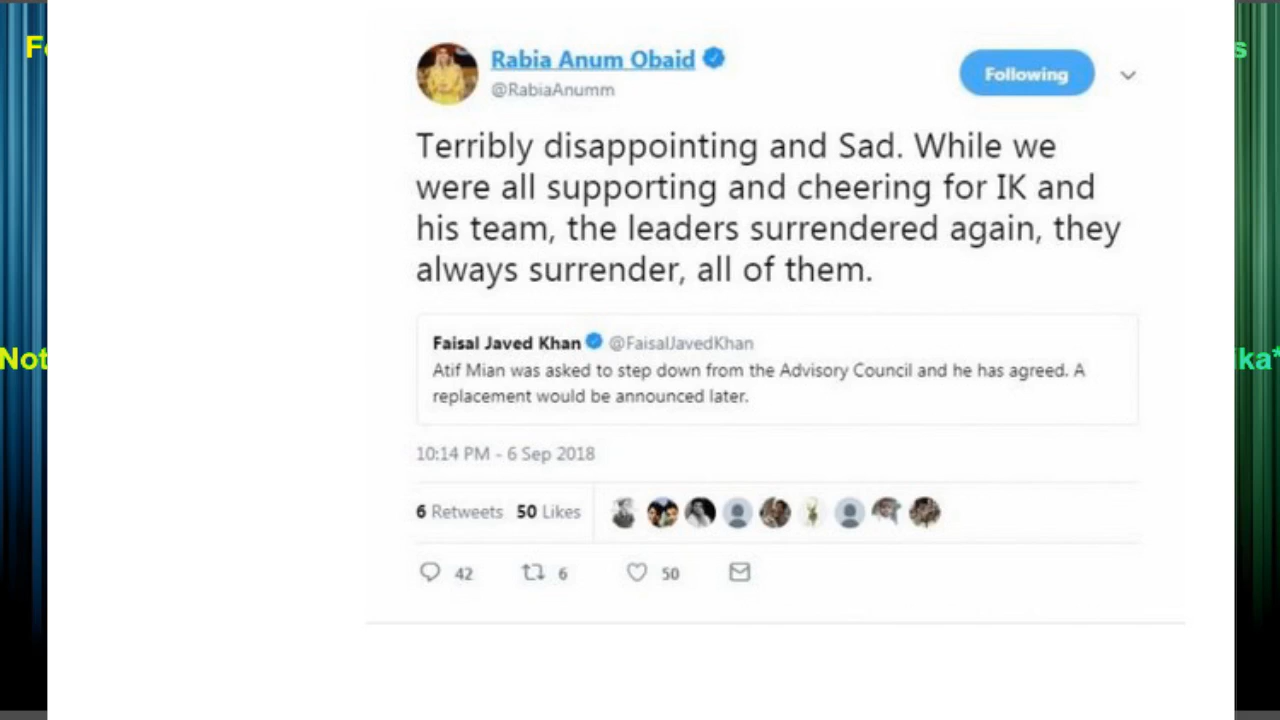 Rabia Anum Obaid
@RabiaAnumm
Following
Terribly disappointing and Sad. While we
were all supporting and cheering for IK and
his team, the leaders surrendered again, they
always surrender, all of them.
Faisal Javed Khan @FaisalJavedKhan
Atif Mian was asked to step down from the Advisory Council and he has agreed. A
replacement would be announced later.
10:14 PM - 6 Sep 2018
6 Retweets 50 Likes
42 6 50
Not